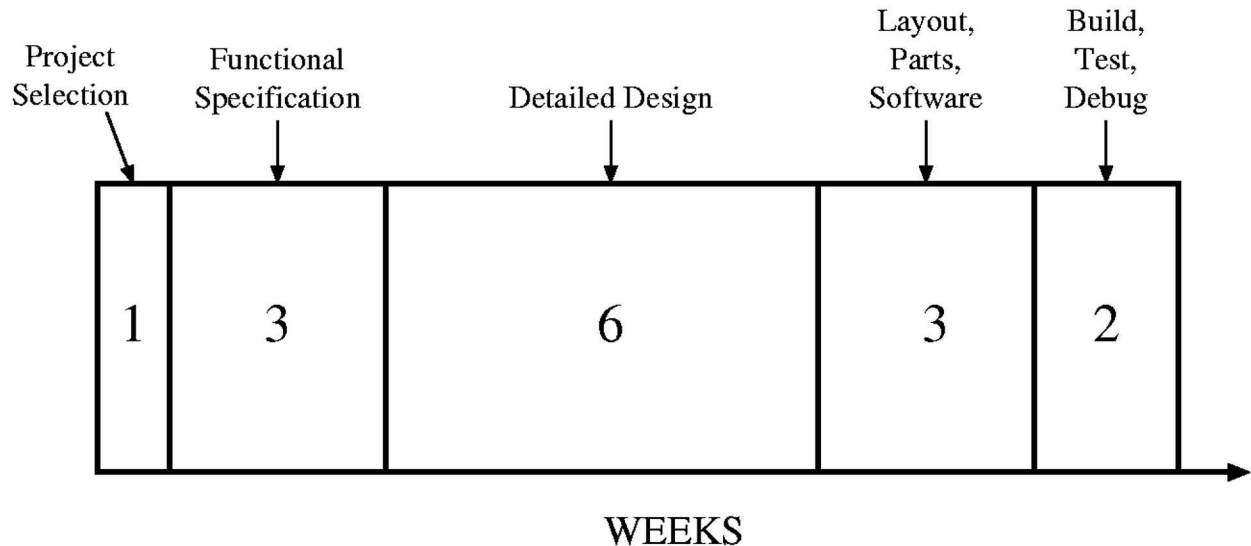 Project
Selection
Functional
Specification
Detailed Design
Layout,
Parts,
Software
Build,
Test,
Debug
1
3
6
3
2
WEEKS